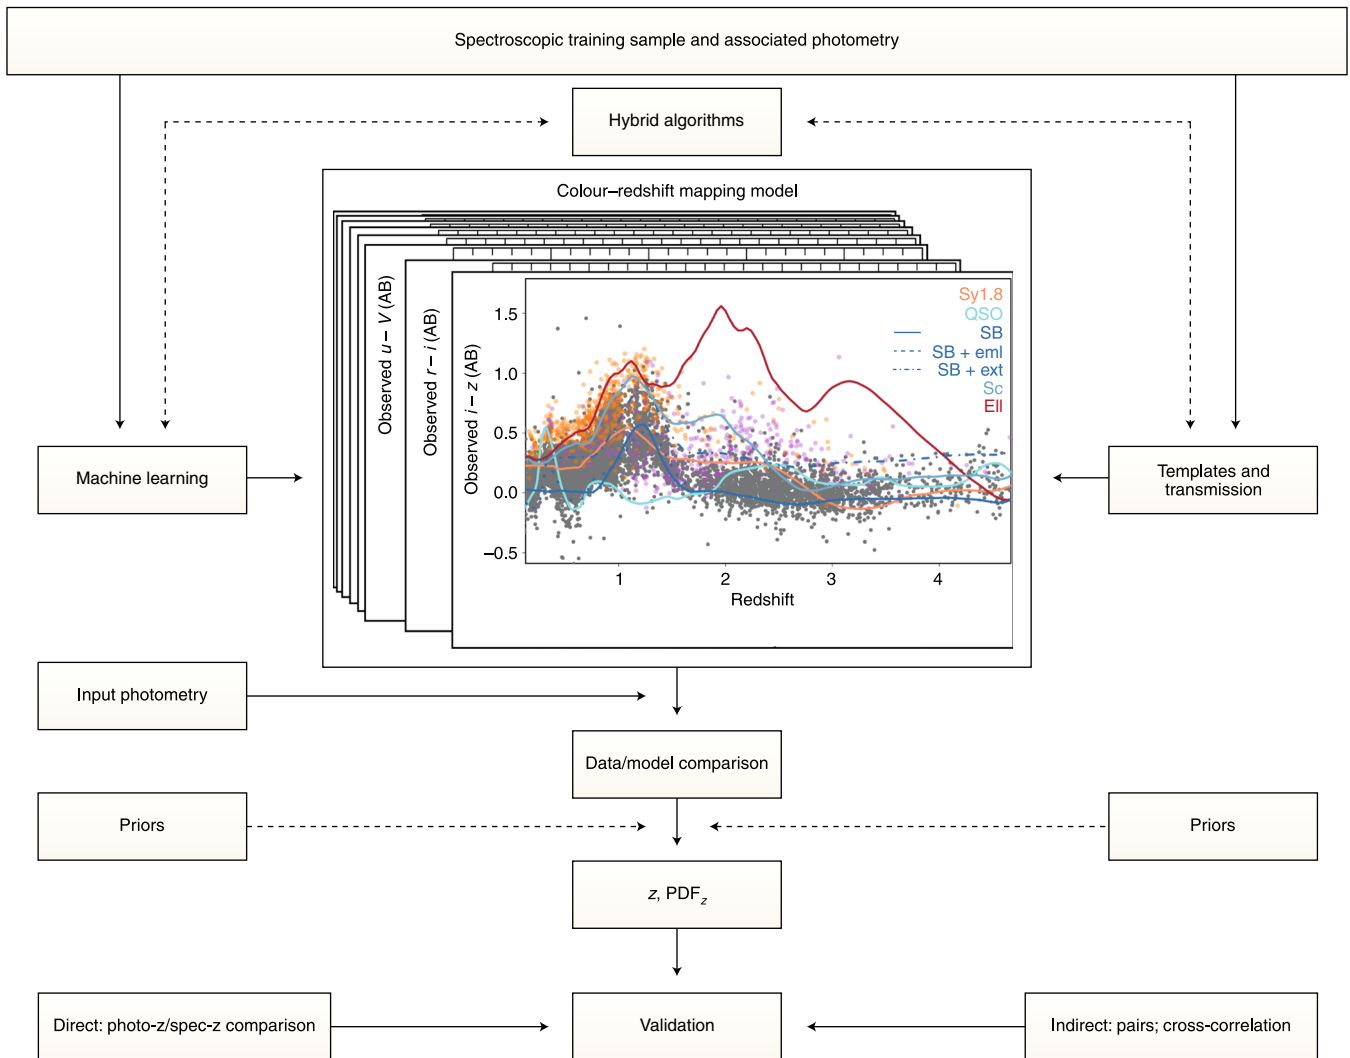 Spectroscopic training sample and associated photometry
Hybrid algorithms
Colour–redshift mapping model
Observed u – V (AB)
Observed r – i (AB)
Observed i – z (AB)
1.5
1.0
0.5
0.0
–0.5
Sy1.8
QSO
SB
SB + eml
SB + ext
Sc
Ell
1
2
3
4
Redshift
Machine learning
Templates and
transmission
Input photometry
Data/model comparison
Priors
Priors
z, PDFz
Direct: photo-z/spec-z comparison
Validation
Indirect: pairs; cross-correlation